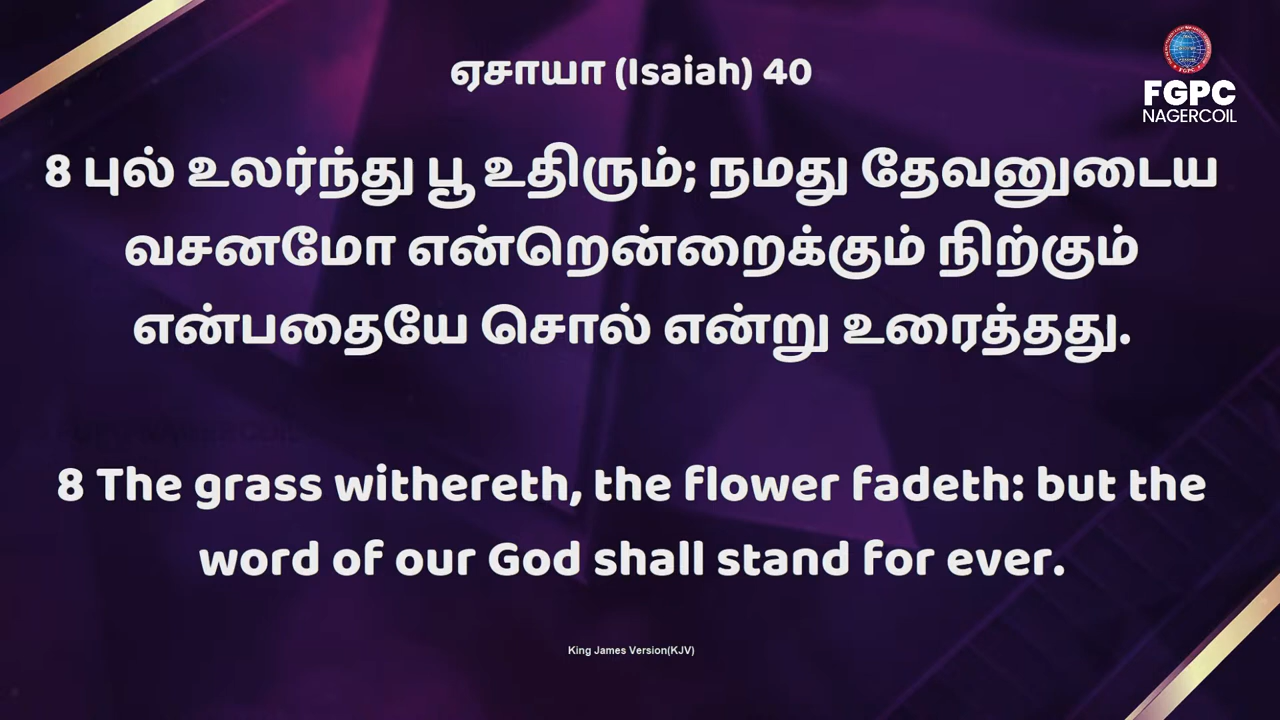 ஏசாயா (Isaiah) 40
FGPC
NAGERCOIL
8 புல் உலர்ந்து பூ உதிரும்; நமது தேவனுடைய
வசனமோ என்றென்றைக்கும் நிற்கும்
என்பதையே சொல் என்று உரைத்தது.
8 The grass withereth, the flower fadeth: but the
word of our God shall stand for ever.
King James Version(KJV)